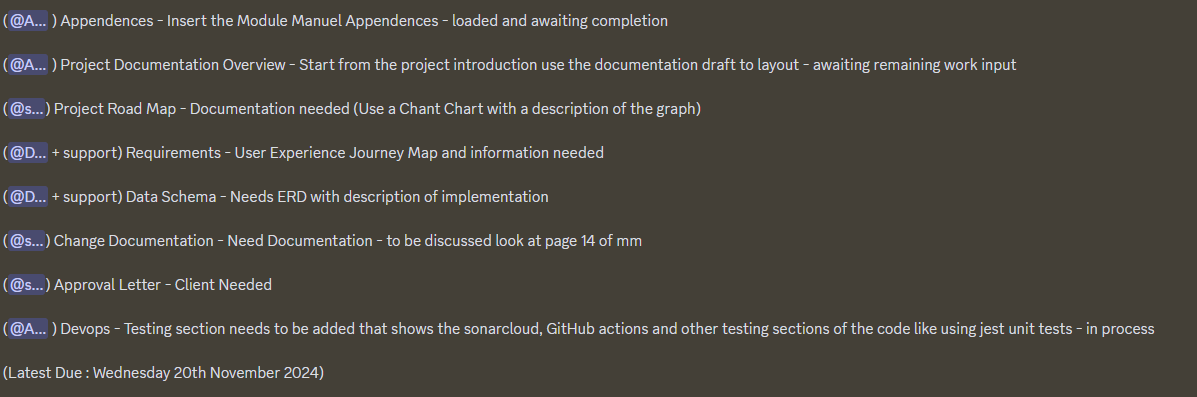 (@A... ) Appendences - Insert the Module Manuel Appendences - loaded and awaiting completion
(@A... ) Project Documentation Overview - Start from the project introduction use the documentation draft to layout - awaiting remaining work input
(@s...) Project Road Map - Documentation needed (Use a Chant Chart with a description of the graph)
(@D... + support) Requirements - User Experience Journey Map and information needed
(@D... + support) Data Schema - Needs ERD with description of implementation
(@s...) Change Documentation - Need Documentation - to be discussed look at page 14 of mm
(@s...) Approval Letter - Client Needed
(@A... ) Devops - Testing section needs to be added that shows the sonarcloud, GitHub actions and other testing sections of the code like using jest unit tests - in process
(Latest Due : Wednesday 20th November 2024)